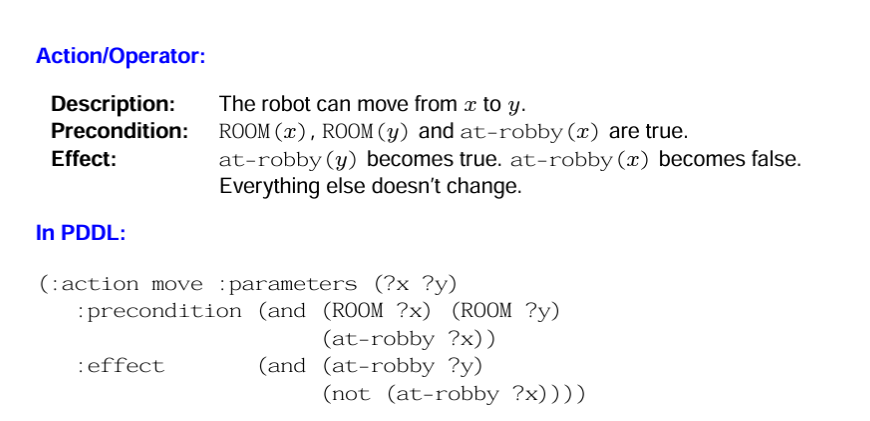 Action/Operator:
Description: The robot can move from x to y.
Precondition: ROOM(x), ROOM(y) and at-robby(x) are true.
Effect: at-robby(y) becomes true. at-robby(x) becomes false.
Everything else doesn't change.
In PDDL:
(:action move :parameters (?x ?y)
:precondition (and (ROOM ?x) (ROOM ?y)
(at-robby ?x))
:effect (and (at-robby ?y)
(not (at-robby ?x))))